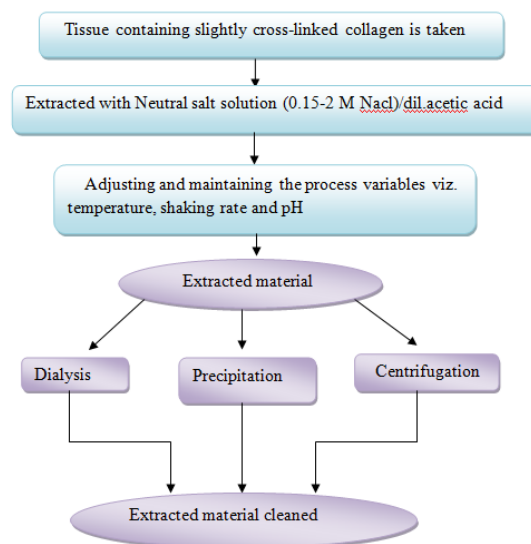 Tissue containing slightly cross-linked collagen is taken
Extracted with Neutral salt solution (0.15-2 M Nacl)/dil.acetic acid
Adjusting and maintaining the process variables viz.
temperature, shaking rate and pH
Extracted material
Dialysis
Precipitation
Centrifugation
Extracted material cleaned